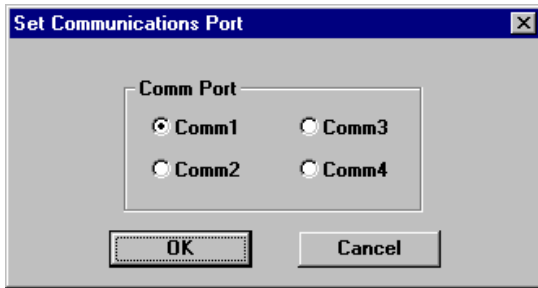 Set Communications Port
Comm Port
Comm1 Comm3
Comm2 Comm4
OK Cancel